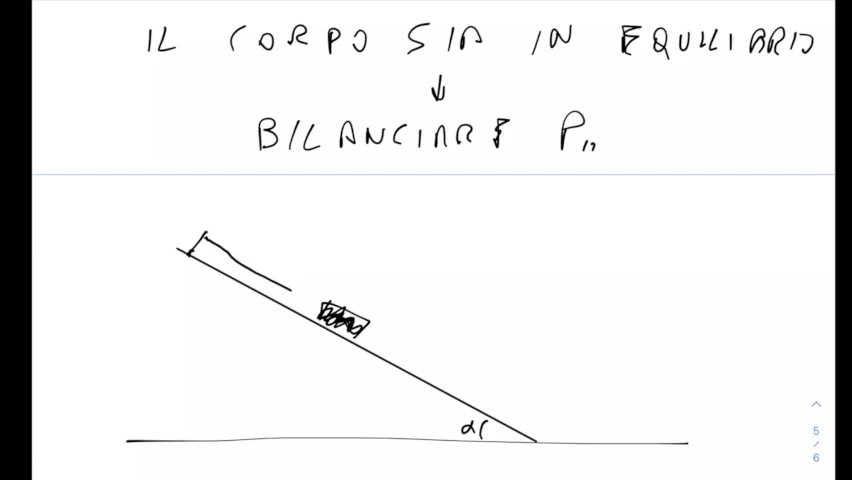 IL CORPO SIA IN EQUILIBRIO
↓
BILANCIARE P,,
α
5
/
6